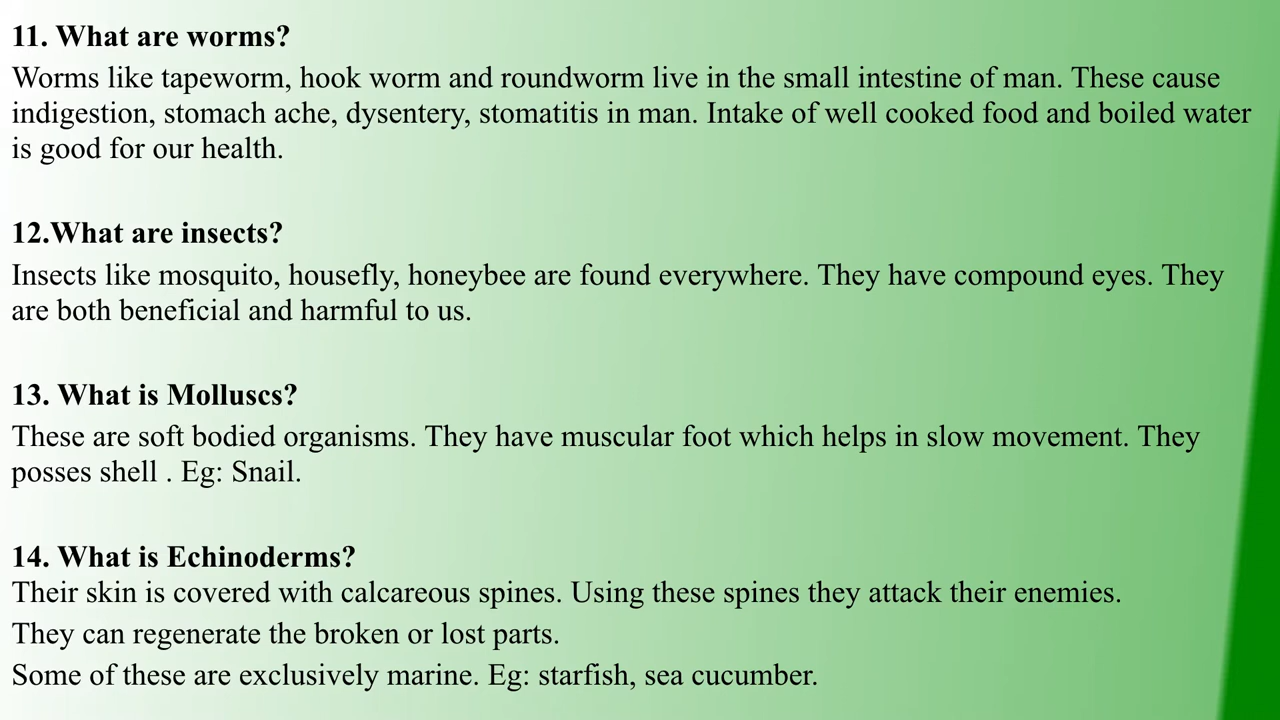 11. What are worms?
Worms like tapeworm, hook worm and roundworm live in the small intestine of man. These cause
indigestion, stomach ache, dysentery, stomatitis in man. Intake of well cooked food and boiled water
is good for our health.
12.What are insects?
Insects like mosquito, housefly, honeybee are found everywhere. They have compound eyes. They
are both beneficial and harmful to us.
13. What is Molluscs?
These are soft bodied organisms. They have muscular foot which helps in slow movement. They
posses shell . Eg: Snail.
14. What is Echinoderms?
Their skin is covered with calcareous spines. Using these spines they attack their enemies.
They can regenerate the broken or lost parts.
Some of these are exclusively marine. Eg: starfish, sea cucumber.